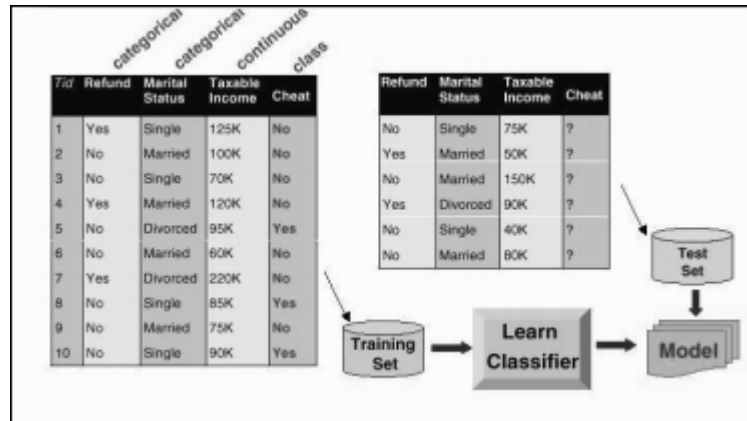 categorical categorical continuous class
Tid Refund Marital Status Taxable Income Cheat
1 Yes Single 125K No
2 No Married 100K No
3 No Single 70K No
4 Yes Married 120K No
5 No Divorced 95K Yes
6 No Married 60K No
7 Yes Divorced 220K No
8 No Single 85K Yes
9 No Married 75K No
10 No Single 90K Yes
Refund Marital Status Taxable Income Cheat
No Single 75K ?
Yes Married 50K ?
No Married 150K ?
Yes Divorced 90K ?
No Single 40K ?
No Married 80K ?
Test
Set
Training
Set
Learn
Classifier
Model